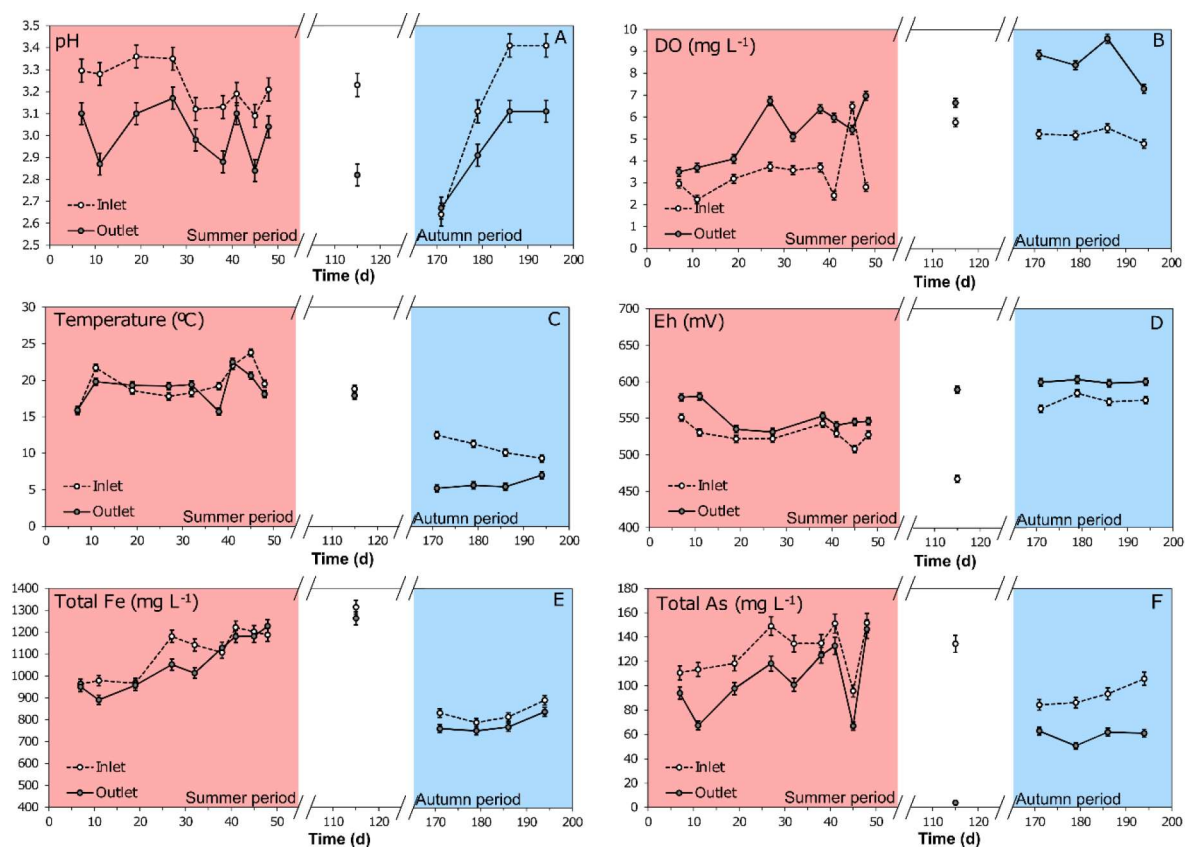 pH
A
3.5
3.4
3.3
3.2
3.1
3.0
2.9
2.8
2.7
2.6
2.5
Inlet
Outlet
Summer period
Autumn period
0 10 20 30 40 50 110 120 170 180 190 200
Time (d)
DO (mg L-1)
B
10
9
8
7
6
5
4
3
2
1
0
Inlet
Outlet
Summer period
Autumn period
0 10 20 30 40 50 110 120 170 180 190 200
Time (d)
Temperature (ºC)
C
30
25
20
15
10
5
0
Inlet
Outlet
Summer period
Autumn period
0 10 20 30 40 50 110 120 170 180 190 200
Time (d)
Eh (mV)
D
700
650
600
550
500
450
400
Inlet
Outlet
Summer period
Autumn period
0 10 20 30 40 50 110 120 170 180 190 200
Time (d)
Total Fe (mg L-1)
E
1400
1300
1200
1100
1000
900
800
700
600
500
400
Inlet
Outlet
Summer period
Autumn period
0 10 20 30 40 50 110 120 170 180 190 200
Time (d)
Total As (mg L-1)
F
180
160
140
120
100
80
60
40
20
0
Inlet
Outlet
Summer period
Autumn period
0 10 20 30 40 50 110 120 170 180 190 200
Time (d)